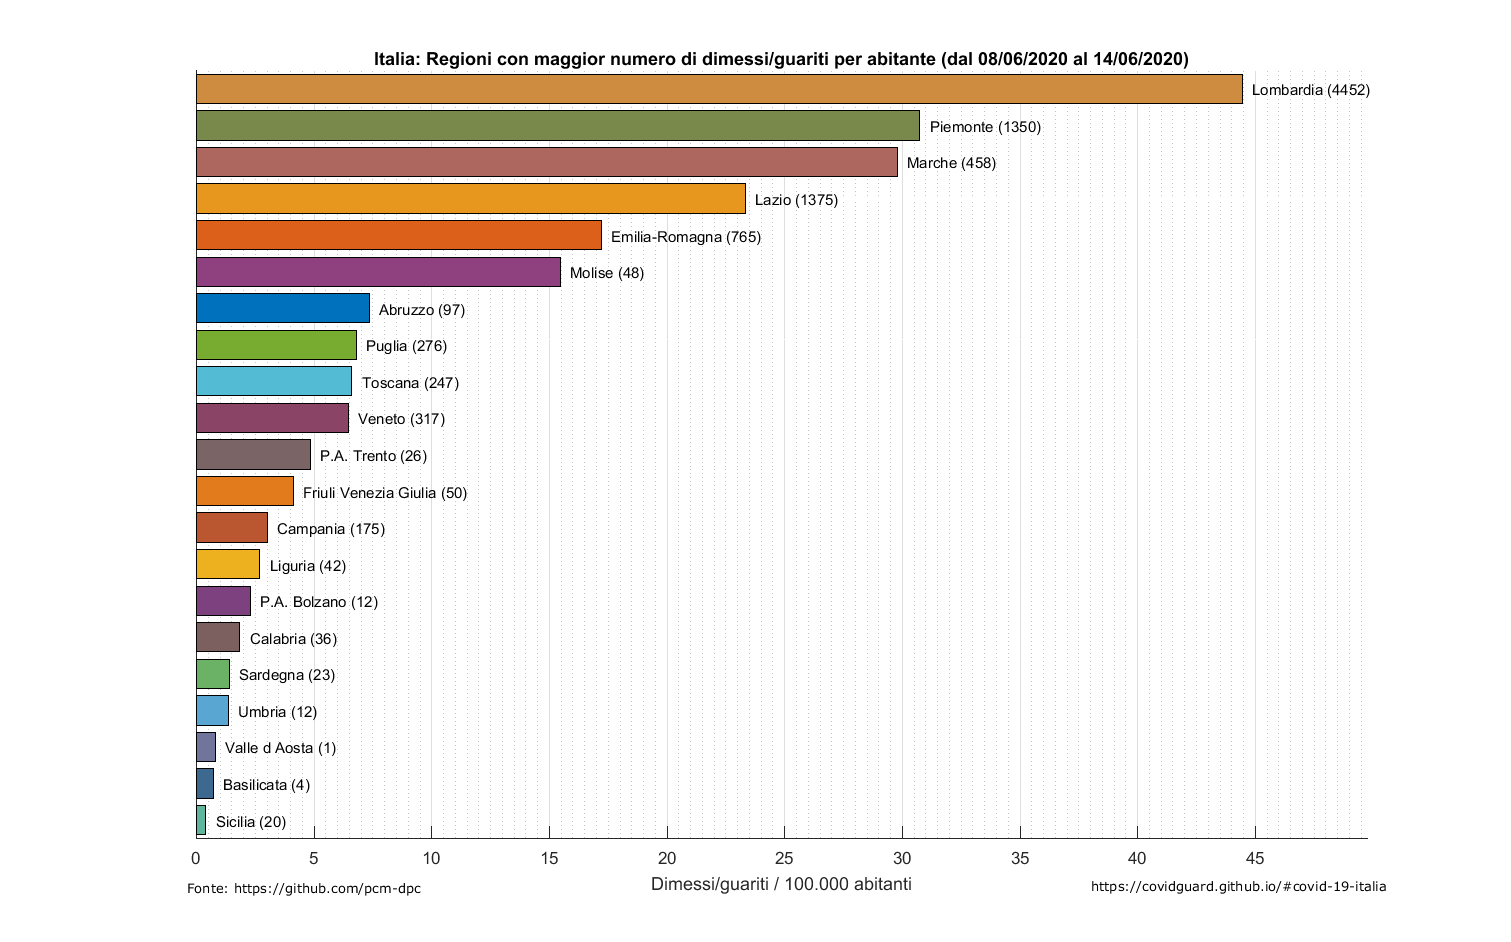 Italia: Regioni con maggior numero di dimessi/guariti per abitante (dal 08/06/2020 al 14/06/2020)
Lombardia (4452)
Piemonte (1350)
Marche (458)
Lazio (1375)
Emilia-Romagna (765)
Molise (48)
Abruzzo (97)
Puglia (276)
Toscana (247)
Veneto (317)
P.A. Trento (26)
Friuli Venezia Giulia (50)
Campania (175)
Liguria (42)
P.A. Bolzano (12)
Calabria (36)
Sardegna (23)
Umbria (12)
Valle d Aosta (1)
Basilicata (4)
Sicilia (20)
0 5 10 15 20 25 30 35 40 45
Dimessi/guariti / 100.000 abitanti
Fonte: https://github.com/pcm-dpc
https://covidguard.github.io/#covid-19-italia